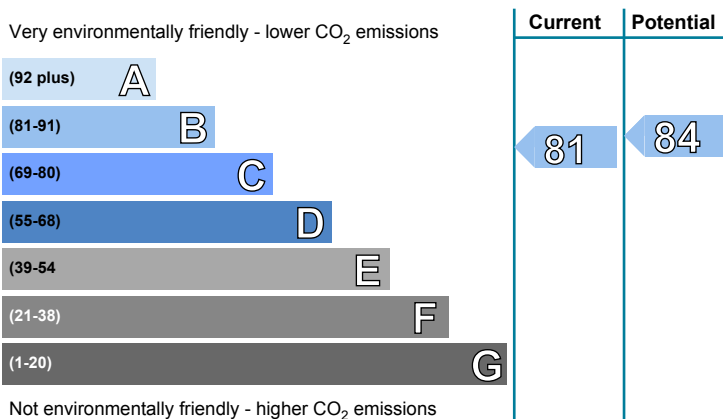 Current Potential
Very environmentally friendly - lower CO2 emissions
(92 plus) A
(81-91) B
81 84
(69-80) C
(55-68) D
(39-54 E
(21-38) F
(1-20) G
Not environmentally friendly - higher CO2 emissions